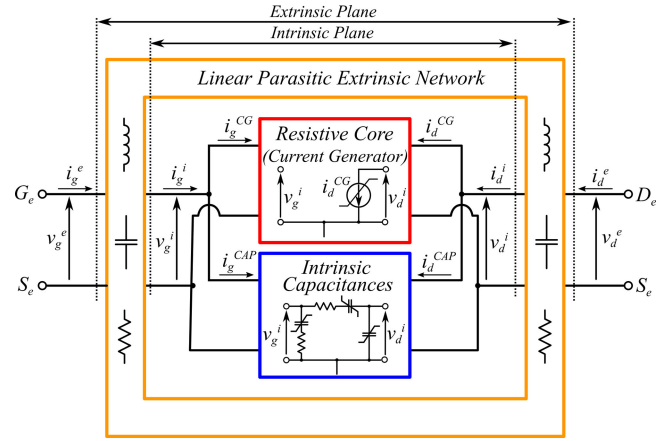 Extrinsic Plane
Intrinsic Plane
Linear Parasitic Extrinsic Network
i_g^CG
Resistive Core
(Current Generator)
i_d^CG
i_g^e
i_g^i
v_g^i
i_d^CG
v_d^i
i_d^i
i_d^e
G_e
D_e
v_g^e
v_g^i
v_d^i
v_d^e
i_g^CAP
Intrinsic
Capacitances
i_d^CAP
S_e
S_e
v_g^i
v_d^i